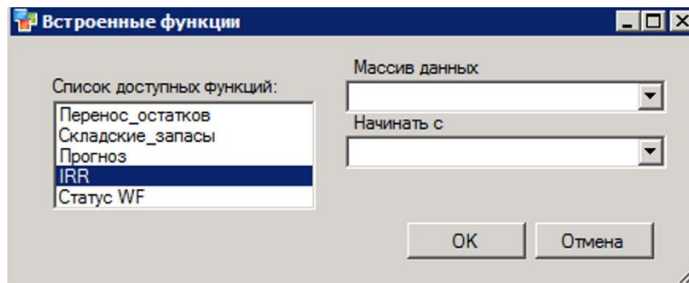 Встроенные функции
Список доступных функций:
Перенос_остатков
Складские_запасы
Прогноз
IRR
Статус WF
Массив данных
Начинать с
OK
Отмена